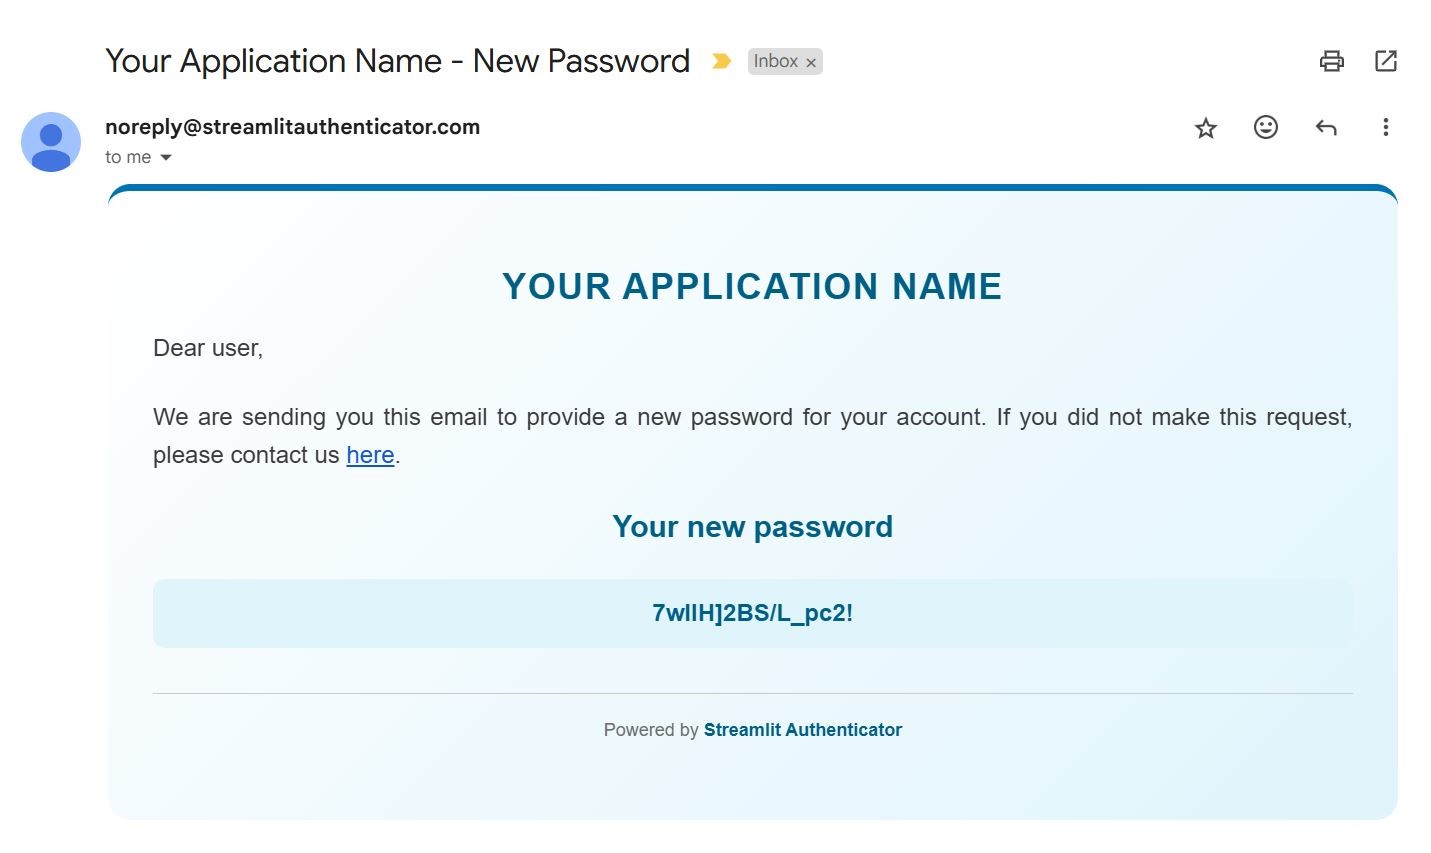 Your Application Name - New Password
Inbox ×
noreply@streamlitauthenticator.com
to me
YOUR APPLICATION NAME
Dear user,
We are sending you this email to provide a new password for your account. If you did not make this request,
please contact us here.
Your new password
7wIlH]2BS/L_pc2!
Powered by Streamlit Authenticator